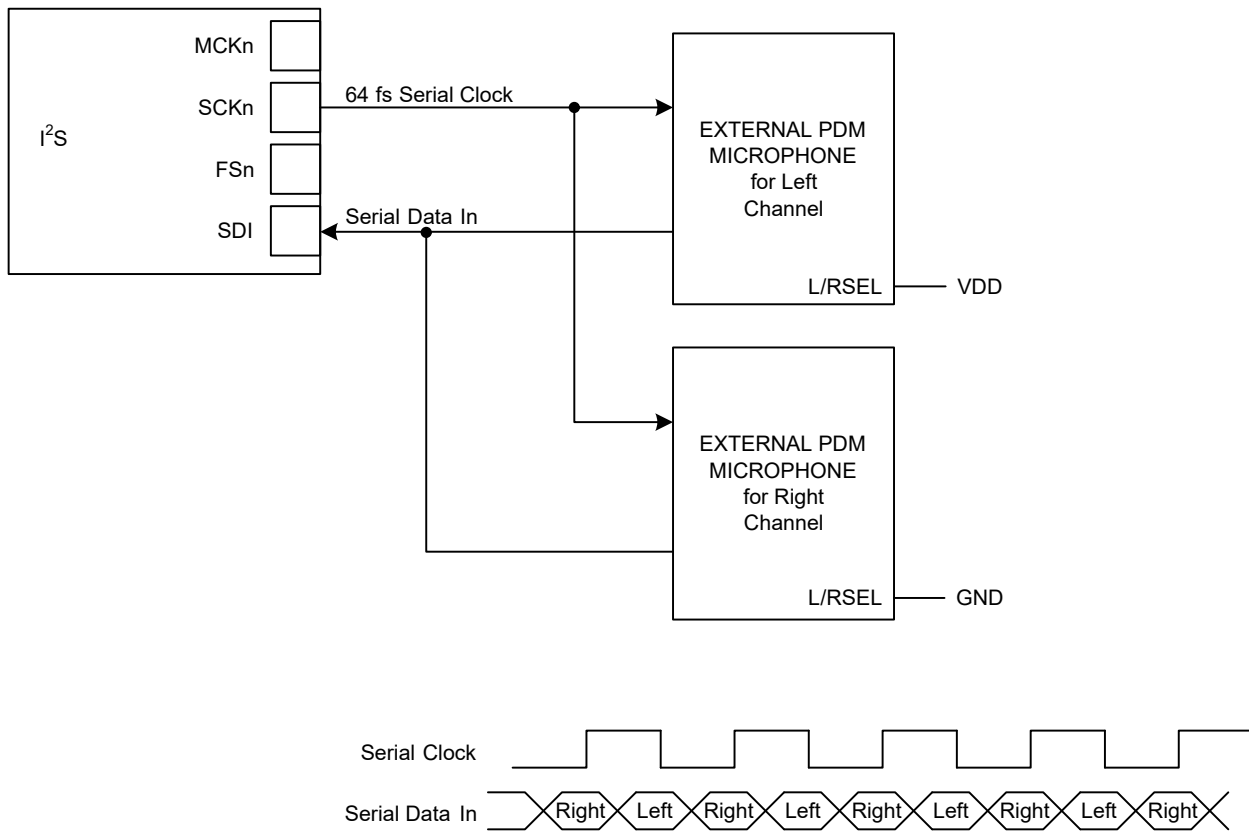 MCKn
SCKn
I²S
FSn
SDI
64 fs Serial Clock
Serial Data In
EXTERNAL PDM
MICROPHONE
for Left
Channel
L/RSEL
VDD
EXTERNAL PDM
MICROPHONE
for Right
Channel
L/RSEL
GND
Serial Clock
Serial Data In
Right Left Right Left Right Left Right Left Right